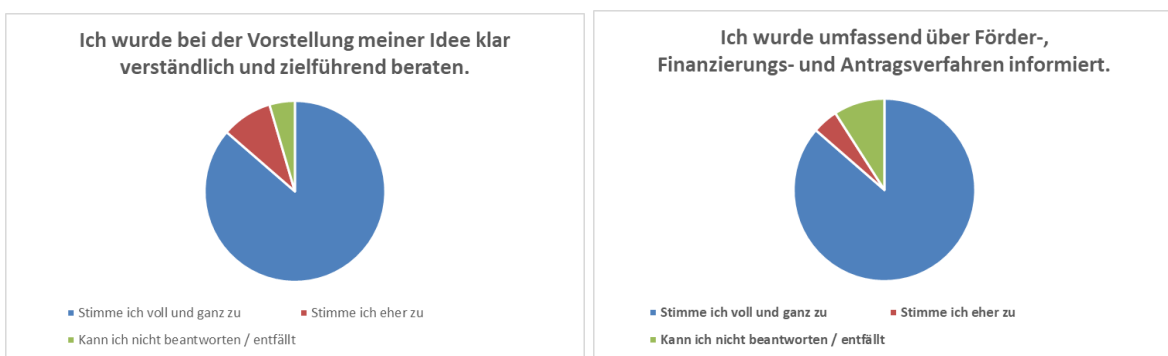 Ich wurde bei der Vorstellung meiner Idee klar
verständlich und zielführend beraten.
Stimme ich voll und ganz zu
Stimme ich eher zu
Kann ich nicht beantworten / entfällt
Ich wurde umfassend über Förder-,
Finanzierungs- und Antragsverfahren informiert.
Stimme ich voll und ganz zu
Stimme ich eher zu
Kann ich nicht beantworten / entfällt